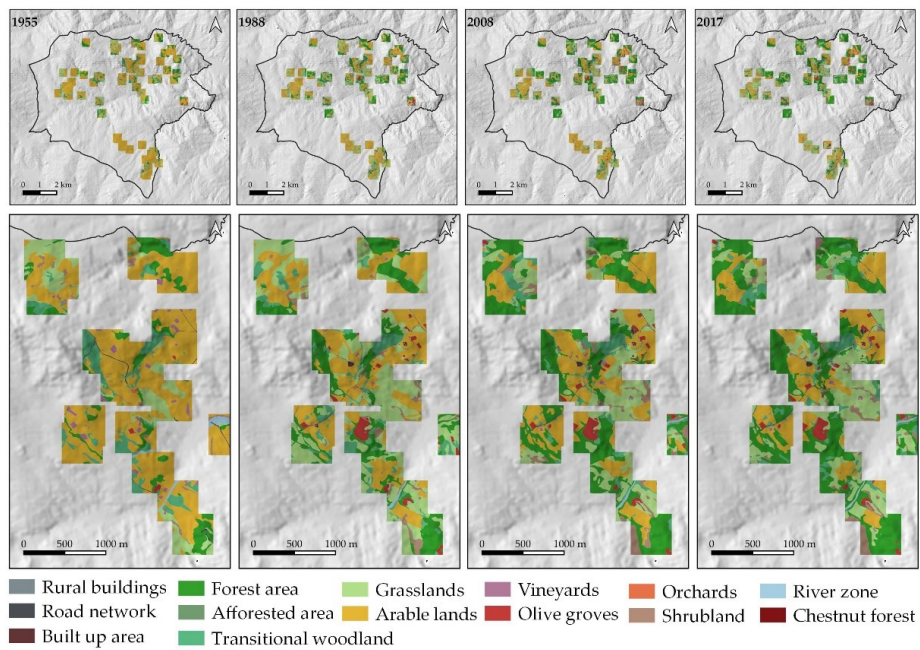 1955 1988 2008 2017
0 1 2 km 0 1 2 km 0 1 2 km 0 1 2 km
0 500 1000 m 0 500 1000 m 0 500 1000 m 0 500 1000 m
Rural buildings Forest area Grasslands Vineyards Orchards River zone
Road network Afforested area Arable lands Olive groves Shrubland Chestnut forest
Built up area Transitional woodland